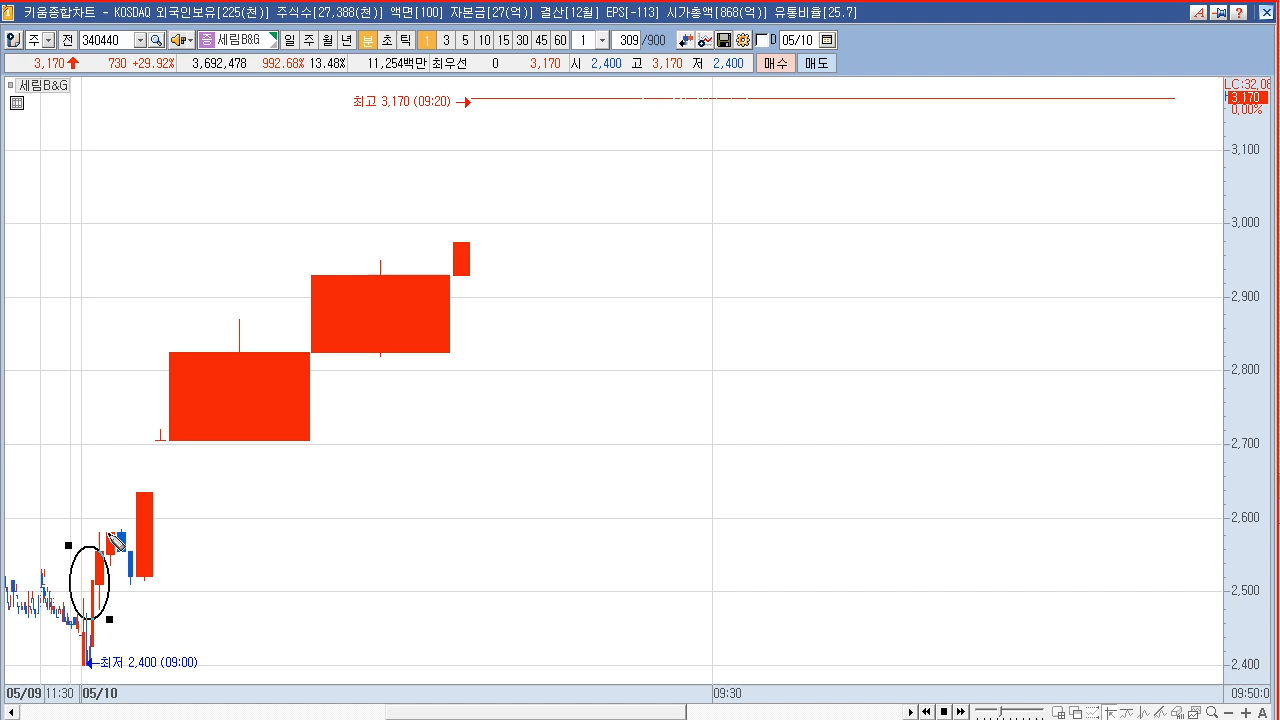 키움종합차트 - KOSDAQ 외국인보유[225(천)] 주식수[27,388(천)] 액면[100] 자본금[27(억)] 결산[12월] EPS[-113] 시가총액[868(억)] 유통비율[25.7]
주 전 340440 증 세림B&G 일 주 월 년 분 초 틱 1 3 5 10 15 30 45 60 1 309 /900 D 05/10
3,170 730 +29.92% 3,692,478 992.68% 13.48% 11,254백만 최우선 0 3,170 시 2,400 고 3,170 저 2,400 매수 매도
세림B&G
LC:32,08
최고 3,170 (09:20)
3,170
0.00%
3,100
3,000
2,900
2,800
2,700
2,600
2,500
최저 2,400 (09:00)
2,400
05/09 11:30 05/10 09:30 09:50:0
A